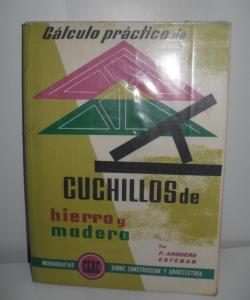 Cálculo práctico de
CUCHILLOS de
hierro y
madera
Por
F. ARQUERO
ESTEBAN
MONOGRAFIAS CEAC SOBRE CONSTRUCCION Y ARQUITECTURA